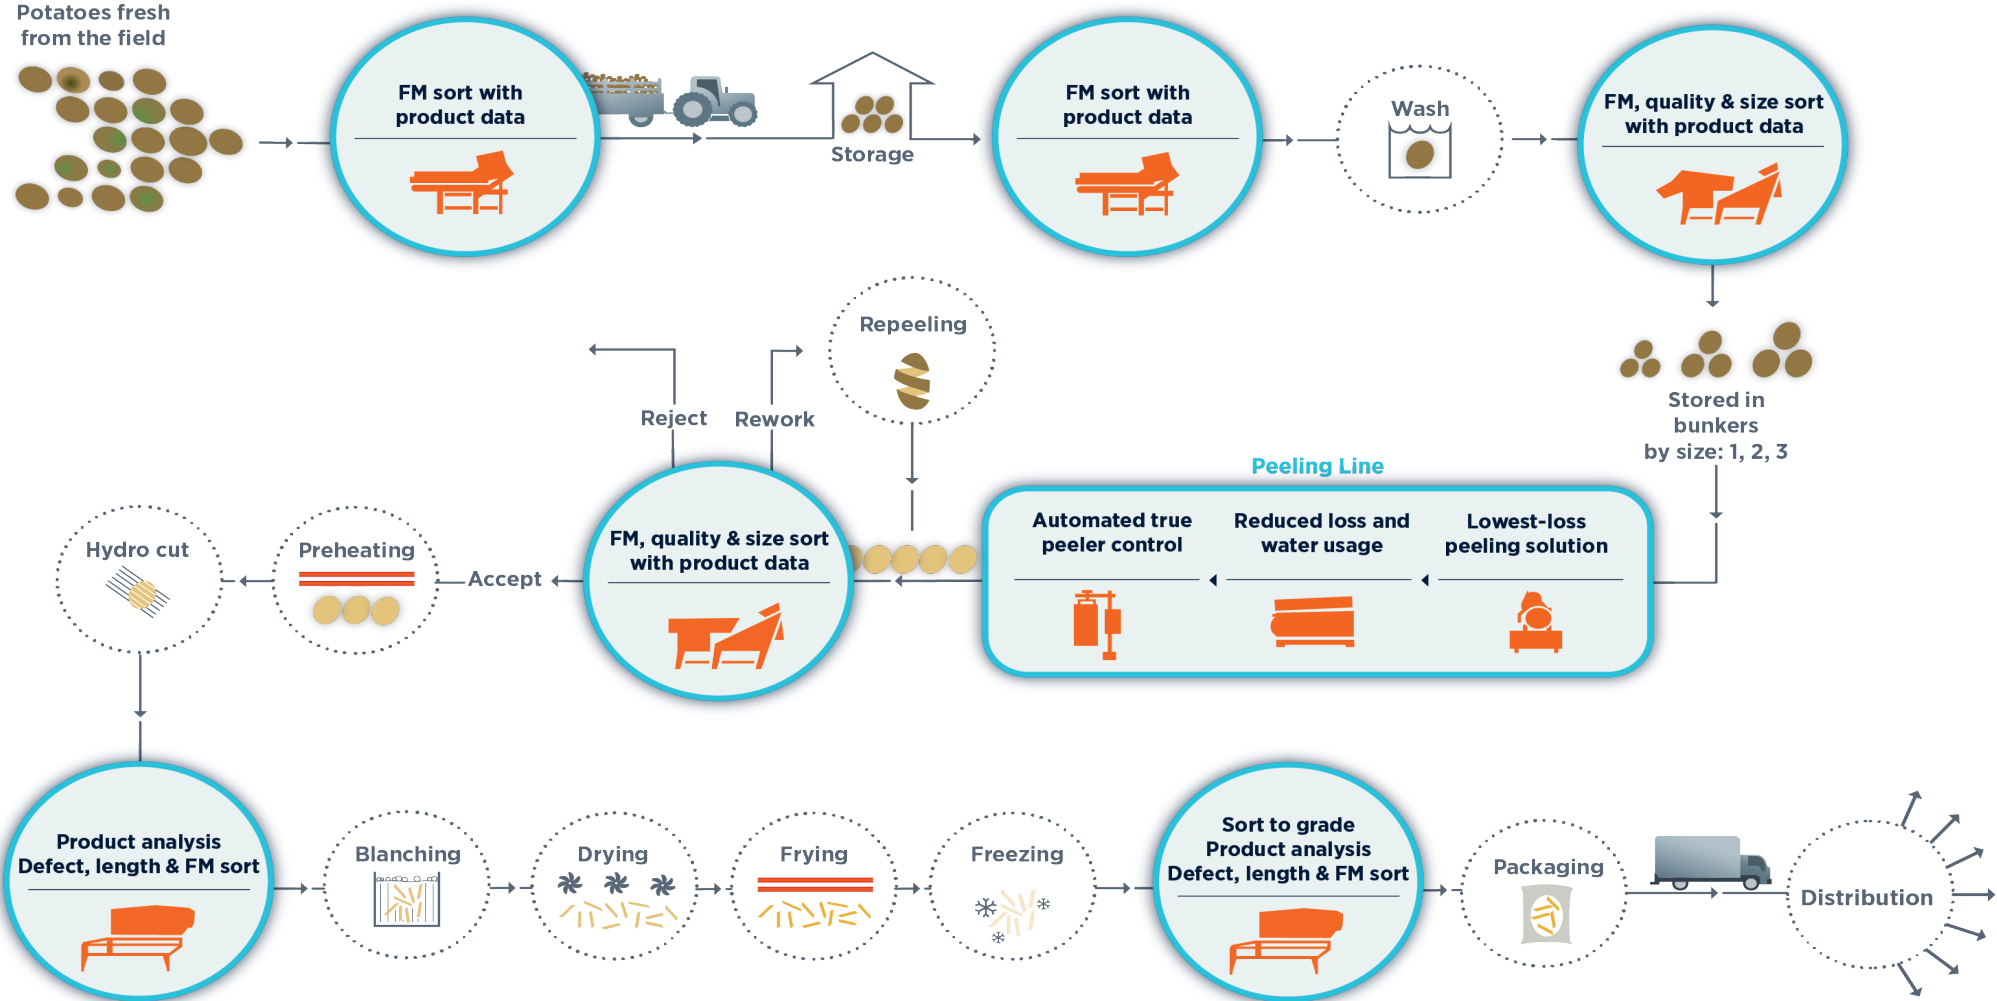 Potatoes fresh
from the field
FM sort with
product data
Storage
FM sort with
product data
Wash
FM, quality & size sort
with product data
Stored in
bunkers
by size: 1, 2, 3
Peeling Line
Lowest-loss
peeling solution
Reduced loss and
water usage
Automated true
peeler control
Repeeling
Reject
Rework
FM, quality & size sort
with product data
Accept
Preheating
Hydro cut
Product analysis
Defect, length & FM sort
Blanching
Drying
Frying
Freezing
Sort to grade
Product analysis
Defect, length & FM sort
Packaging
Distribution